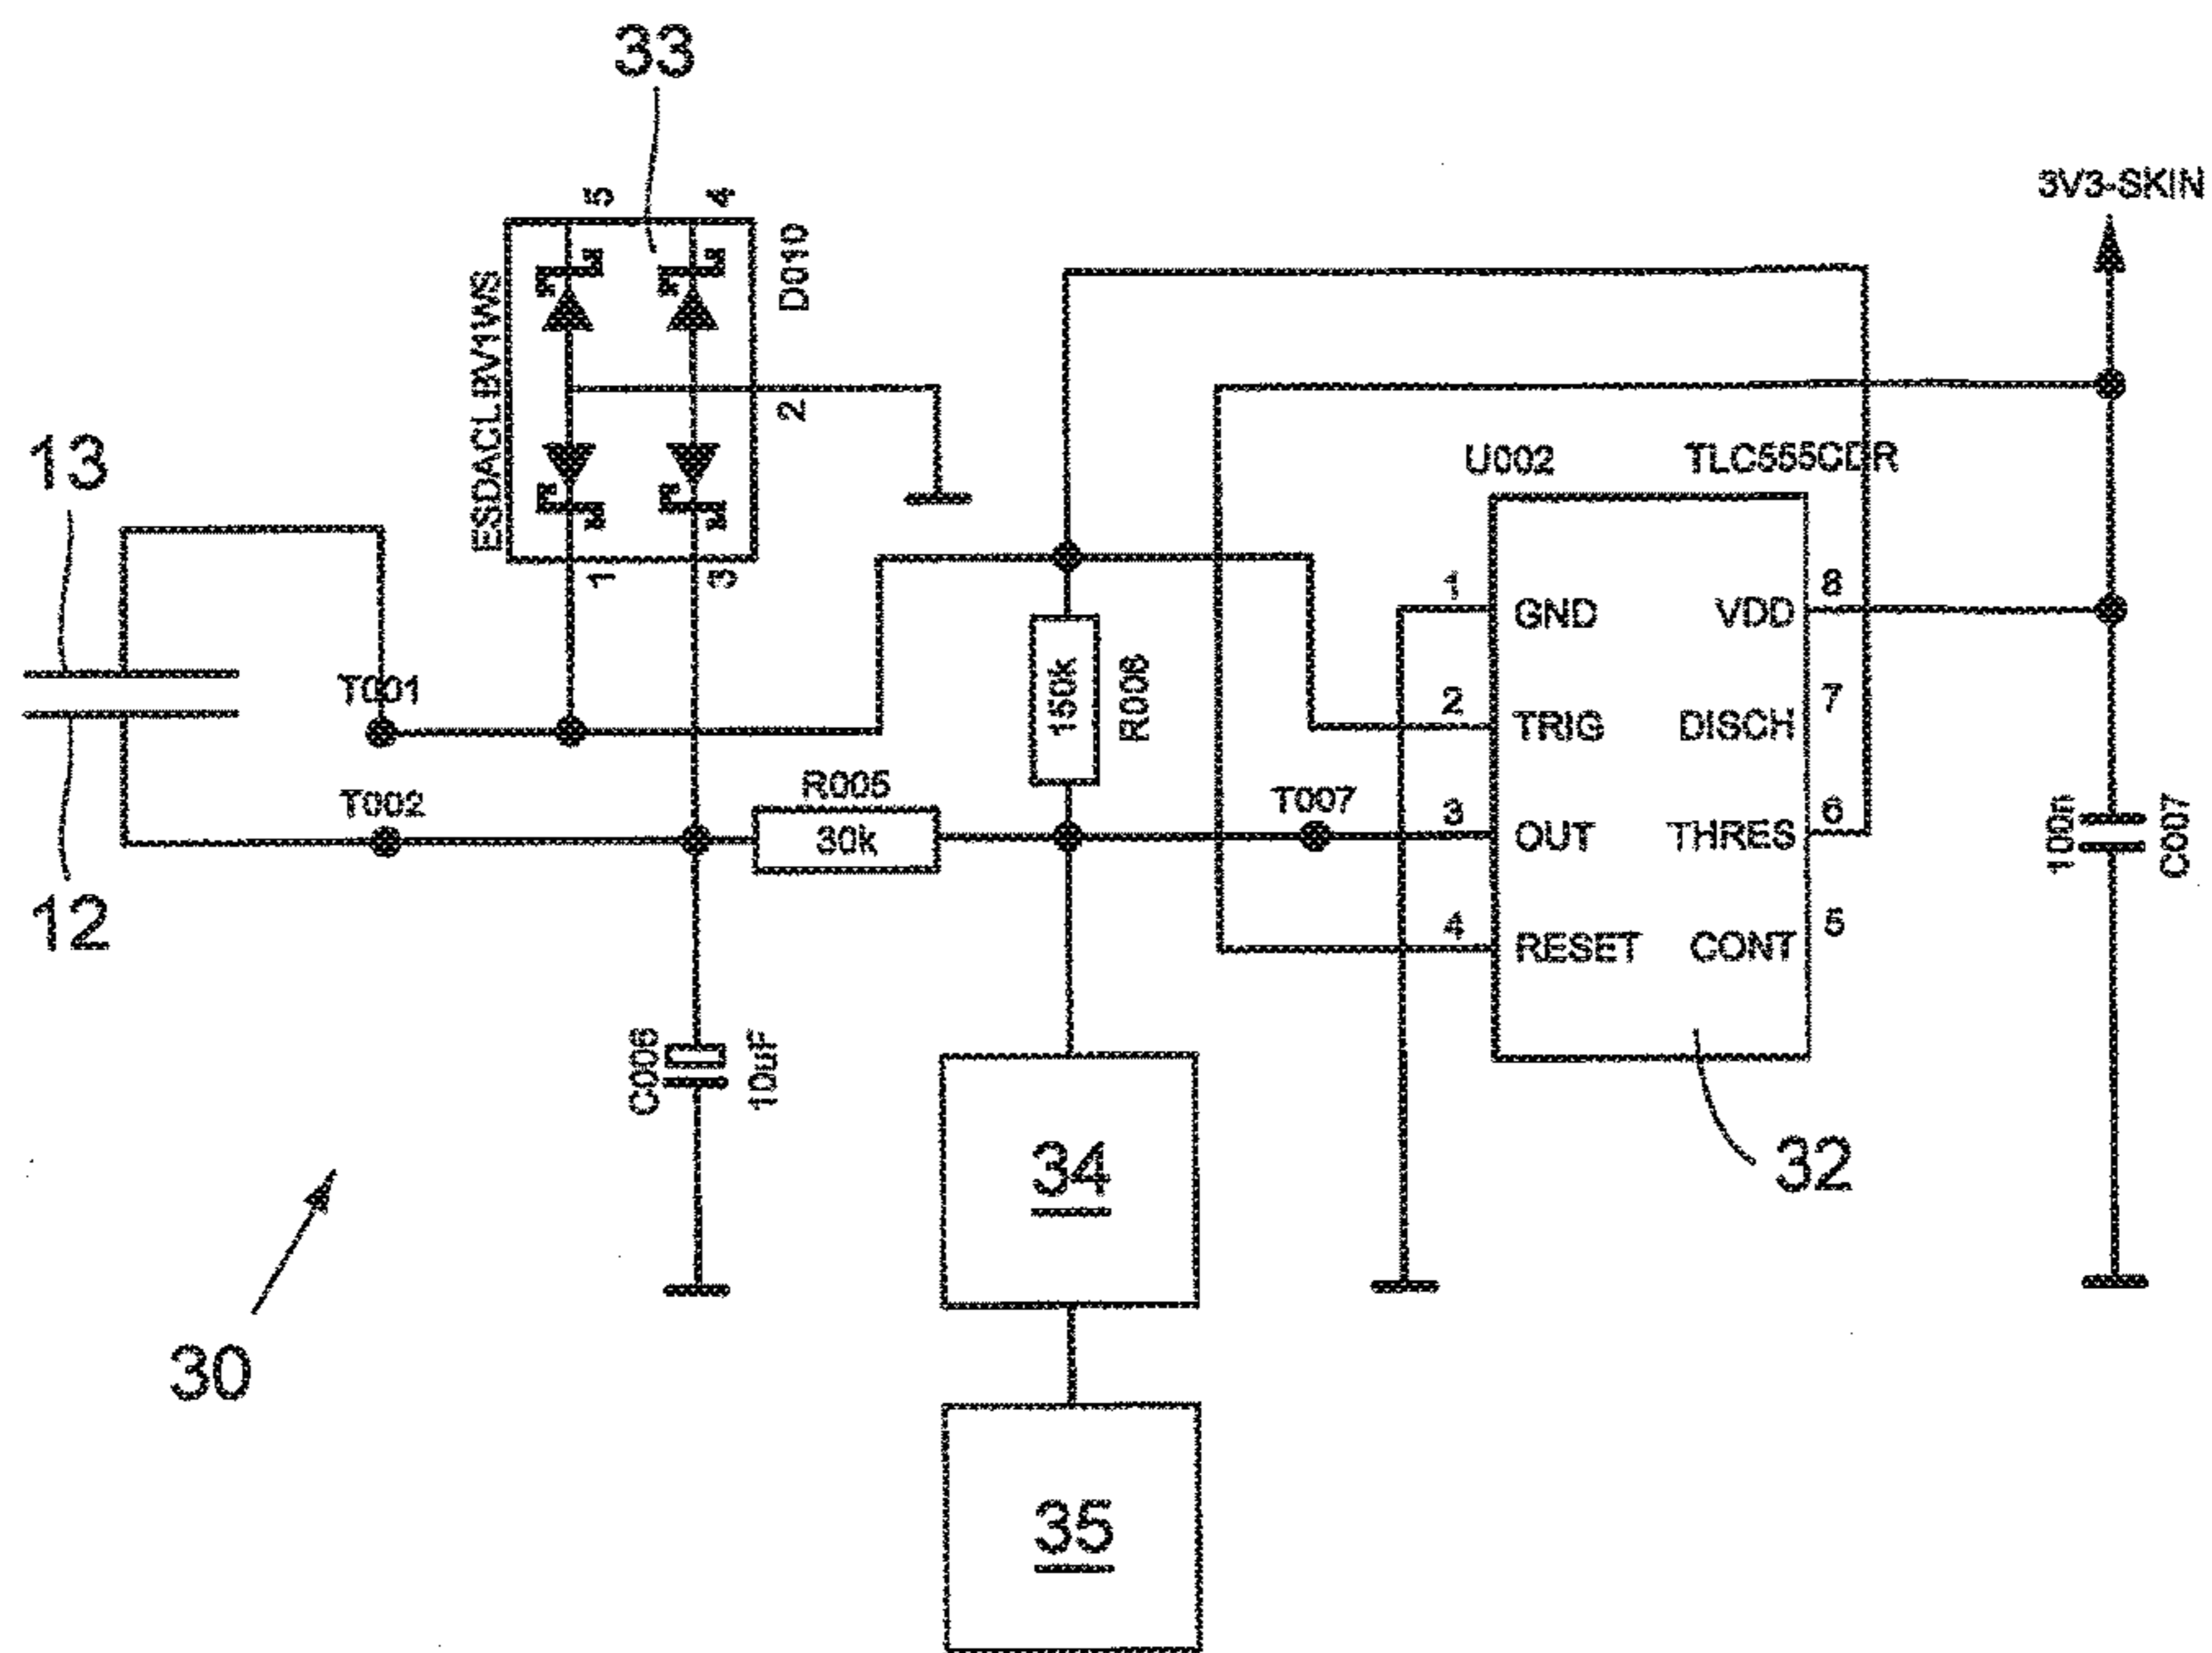 33
3V3-SKIN
5
4
D010
2
13
U002
TLC555CDR
1
3
1
GND
VDD
8
T001
150k
R006
2
TRIG
DISCH
7
T002
R005
30k
T007
3
OUT
THRES
6
100n
C007
12
4
RESET
CONT
5
C006
10uF
34
32
30
35